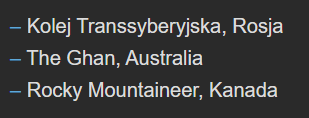 – Kolej Transsyberyjska, Rosja
– The Ghan, Australia
– Rocky Mountaineer, Kanada